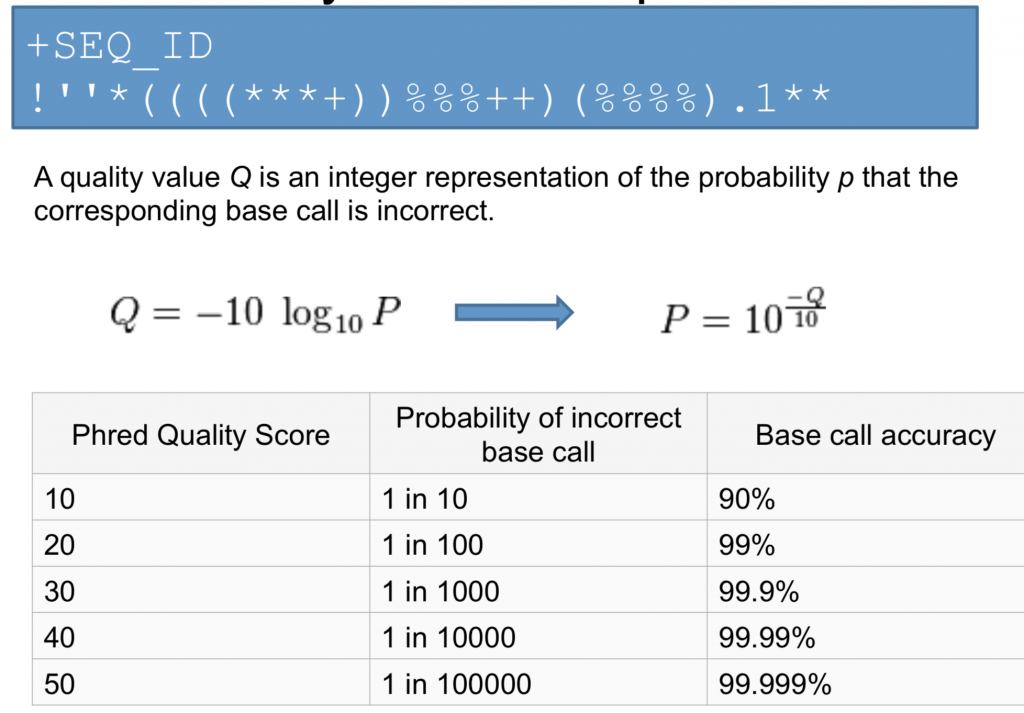 +SEQ_ID
!''*((((***+))%%%++)(%%%%).1**
A quality value Q is an integer representation of the probability p that the
corresponding base call is incorrect.
Q = −10 log₁₀ P
P = 10^(−Q/10)
Phred Quality Score
Probability of incorrect
base call
Base call accuracy
10
1 in 10
90%
20
1 in 100
99%
30
1 in 1000
99.9%
40
1 in 10000
99.99%
50
1 in 100000
99.999%